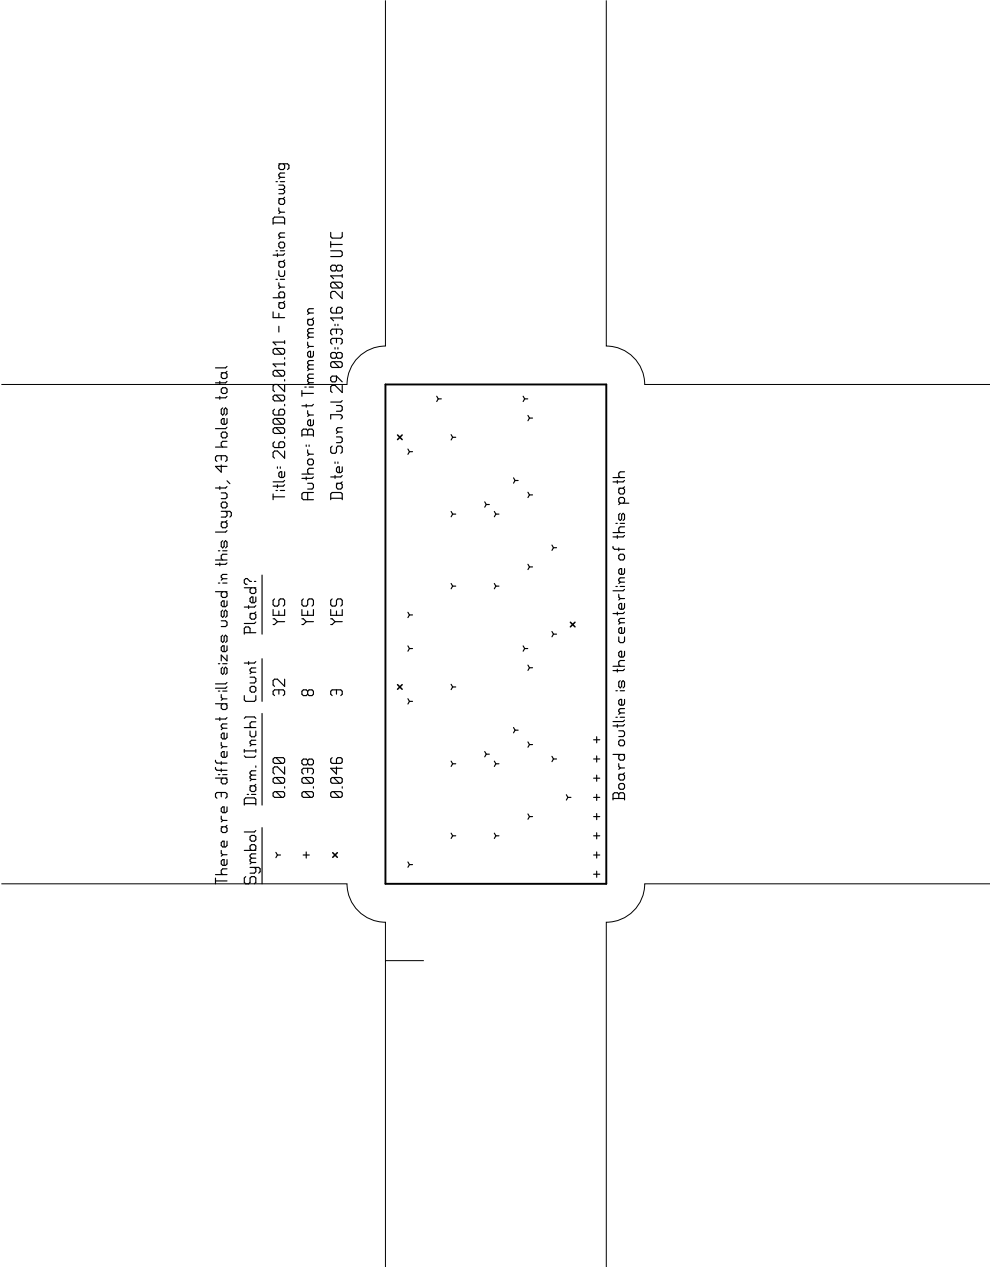 There are 3 different drill sizes used in this layout, 43 holes total
Symbol Diam. (Inch) Count Plated?
Y 0.020 32 YES Title: 26.006.02.01.01 - Fabrication Drawing
+ 0.038 8 YES Author: Bert Timmerman
x 0.046 3 YES Date: Sun Jul 29 08:33:16 2018 UTC
Board outline is the centerline of this path